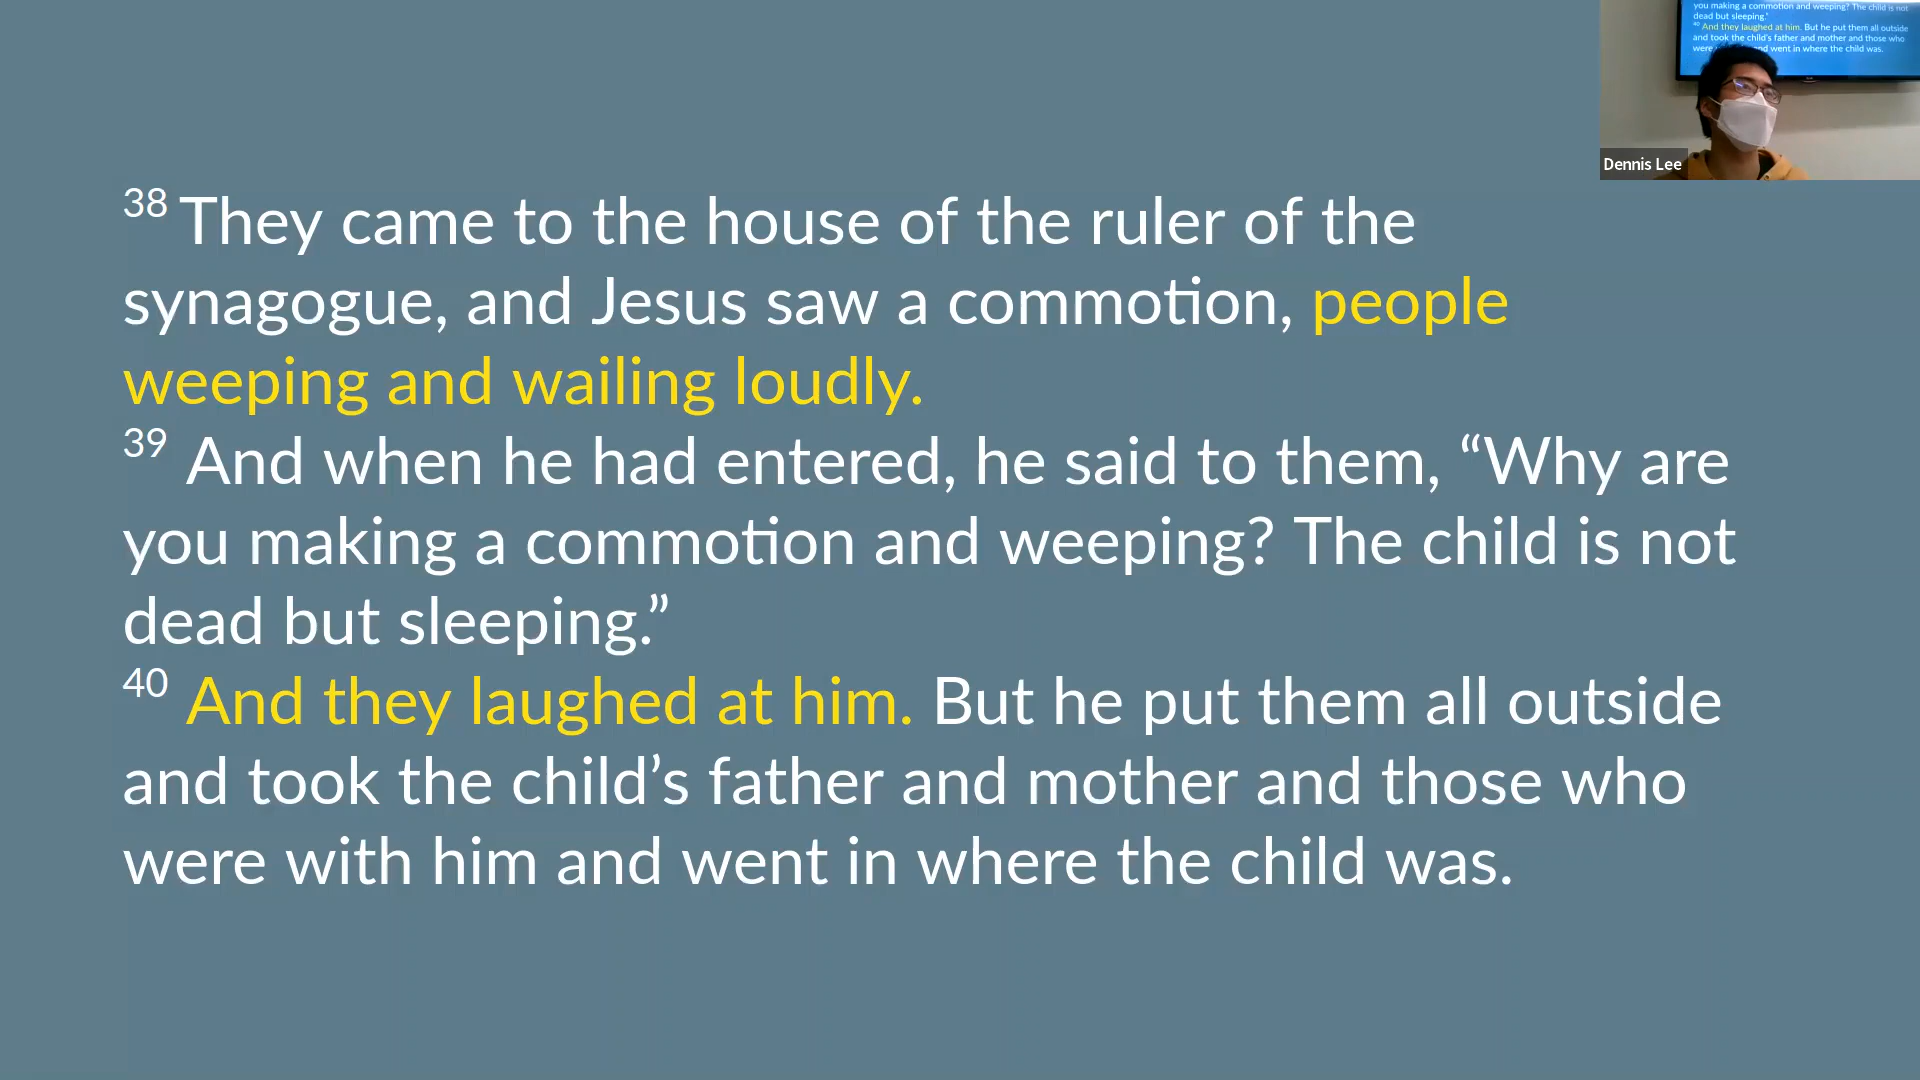 you making a commotion and weeping? The child is not
dead but sleeping.”
40 And they laughed at him. But he put them all outside
and took the child’s father and mother and those who
were and went in where the child was.
Dennis Lee
38 They came to the house of the ruler of the
synagogue, and Jesus saw a commotion, people
weeping and wailing loudly.
39 And when he had entered, he said to them, “Why are
you making a commotion and weeping? The child is not
dead but sleeping.”
40 And they laughed at him. But he put them all outside
and took the child’s father and mother and those who
were with him and went in where the child was.